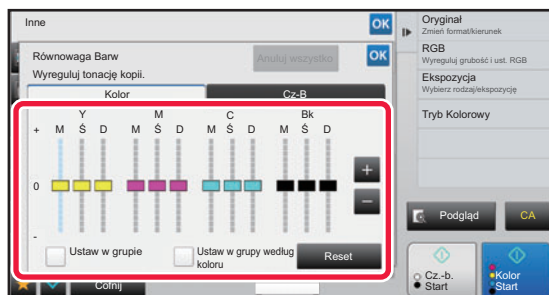 Inne
OK
Równowaga Barw
Anuluj wszystko
OK
Wyreguluj tonację kopii.
Kolor
Cz-B
Y M C Bk
+ M Ś D M Ś D M Ś D M Ś D
+
0
−
-
Ustaw w grupie
Ustaw w grupy według
koloru
Reset
Cofnij
Oryginał
Zmień format/kierunek
RGB
Wyreguluj grubość i ust. RGB
Ekspozycja
Wybierz rodzaj/ekspozycję
Tryb Kolorowy
Podgląd
CA
Cz.-b.
Start
Kolor
Start